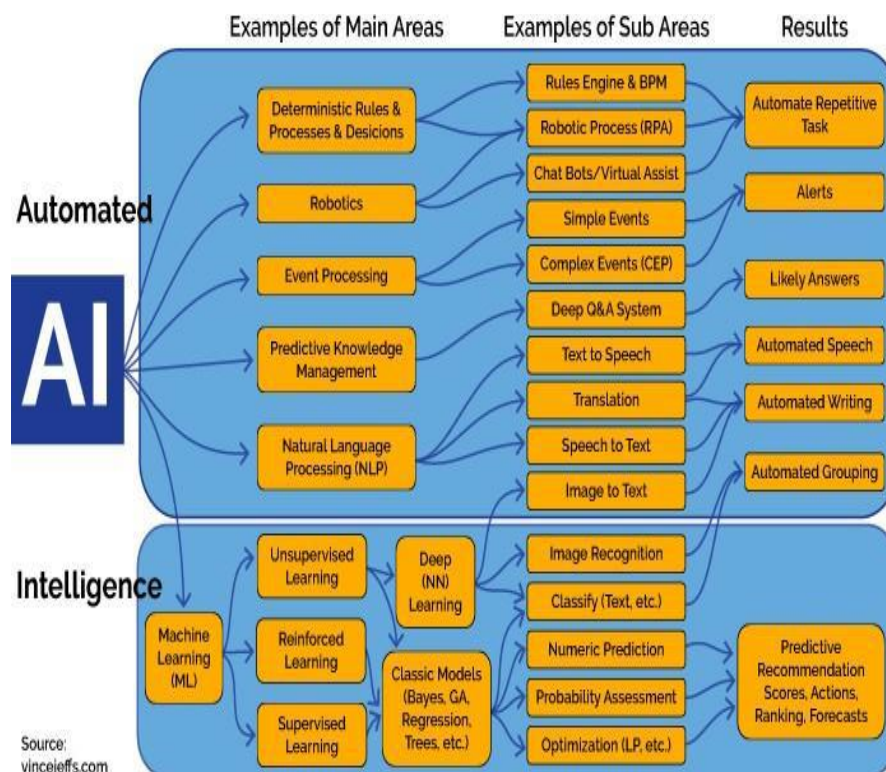 Examples of Main Areas
Examples of Sub Areas
Results
Automated
AI
Deterministic Rules &
Processes & Desicions
Robotics
Event Processing
Predictive Knowledge
Management
Natural Language
Processing (NLP)
Rules Engine & BPM
Robotic Process (RPA)
Chat Bots/Virtual Assist
Simple Events
Complex Events (CEP)
Deep Q&A System
Text to Speech
Translation
Speech to Text
Image to Text
Automate Repetitive
Task
Alerts
Likely Answers
Automated Speech
Automated Writing
Automated Grouping
Intelligence
Machine
Learning
(ML)
Unsupervised
Learning
Reinforced
Learning
Supervised
Learning
Deep
(NN)
Learning
Classic Models
(Bayes, GA,
Regression,
Trees, etc.)
Image Recognition
Classify (Text, etc.)
Numeric Prediction
Probability Assessment
Optimization (LP, etc.)
Predictive
Recommendation
Scores, Actions,
Ranking, Forecasts
Source:
vincejeffs.com